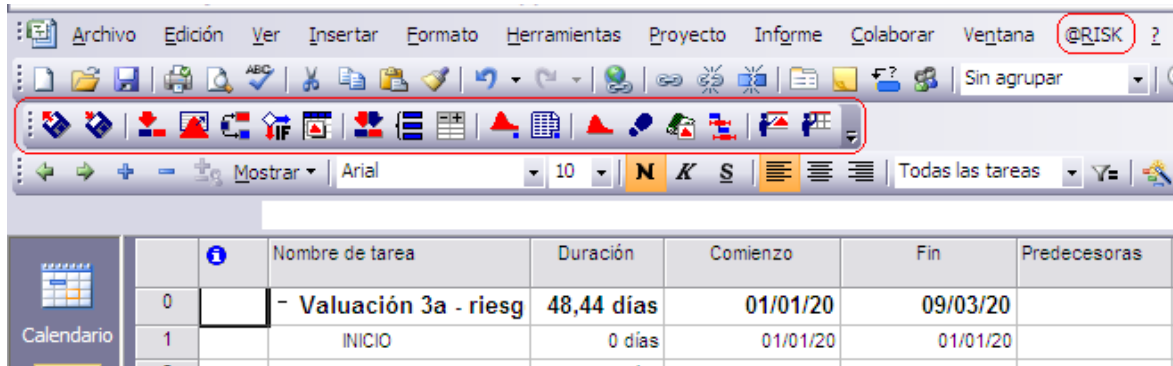 Archivo Edición Ver Insertar Formato Herramientas Proyecto Informe Colaborar Ventana @RISK ?
ABC Sin agrupar
IF
Mostrar Arial 10 N K S Todas las tareas
Nombre de tarea Duración Comienzo Fin Predecesoras
0 - Valuación 3a - riesg 48,44 días 01/01/20 09/03/20
Calendario 1 INICIO 0 días 01/01/20 01/01/20